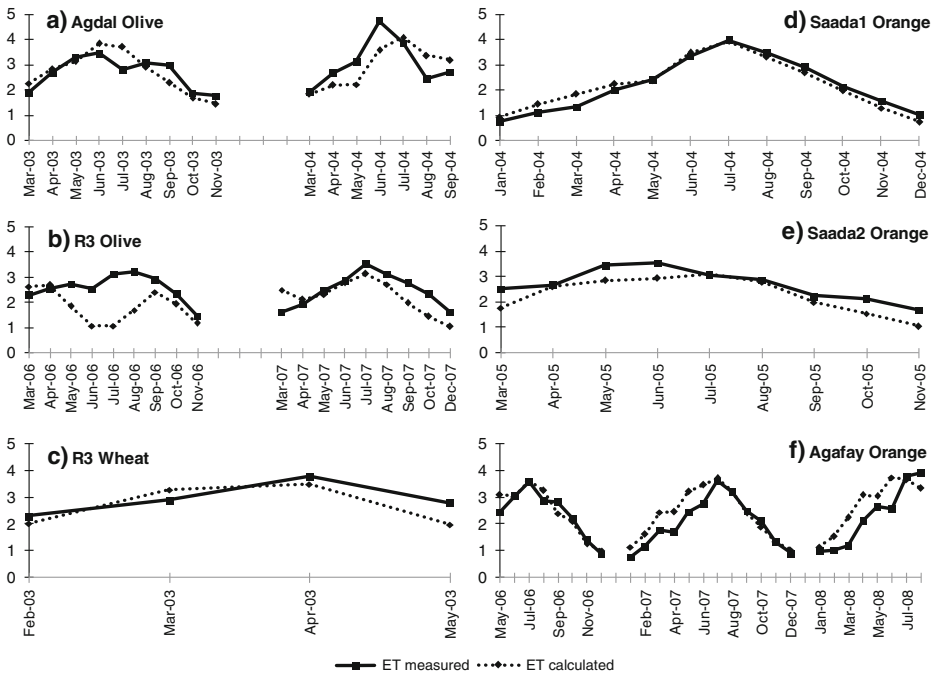 a) Agdal Olive
5
4
3
2
1
0
Mar-03
Apr-03
May-03
Jun-03
Jul-03
Aug-03
Sep-03
Oct-03
Nov-03
Mar-04
Apr-04
May-04
Jun-04
Jul-04
Aug-04
Sep-04
d) Saada1 Orange
5
4
3
2
1
0
Jan-04
Feb-04
Mar-04
Apr-04
May-04
Jun-04
Jul-04
Aug-04
Sep-04
Oct-04
Nov-04
Dec-04
b) R3 Olive
5
4
3
2
1
0
Mar-06
Apr-06
May-06
Jun-06
Jul-06
Aug-06
Sep-06
Oct-06
Nov-06
Mar-07
Apr-07
May-07
Jun-07
Jul-07
Aug-07
Sep-07
Oct-07
Dec-07
e) Saada2 Orange
5
4
3
2
1
0
Mar-05
Apr-05
May-05
Jun-05
Jul-05
Aug-05
Sep-05
Oct-05
Nov-05
c) R3 Wheat
5
4
3
2
1
0
Feb-03
Mar-03
Apr-03
May-03
f) Agafay Orange
5
4
3
2
1
0
May-06
Jul-06
Sep-06
Nov-06
Feb-07
Apr-07
Jun-07
Aug-07
Oct-07
Dec-07
Jan-08
Mar-08
May-08
Jul-08
ET measured
ET calculated